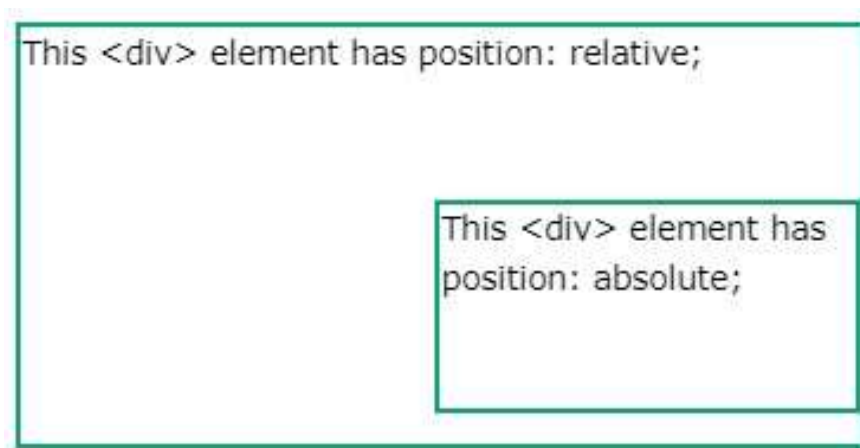 This <div> element has position: relative;
This <div> element has
position: absolute;